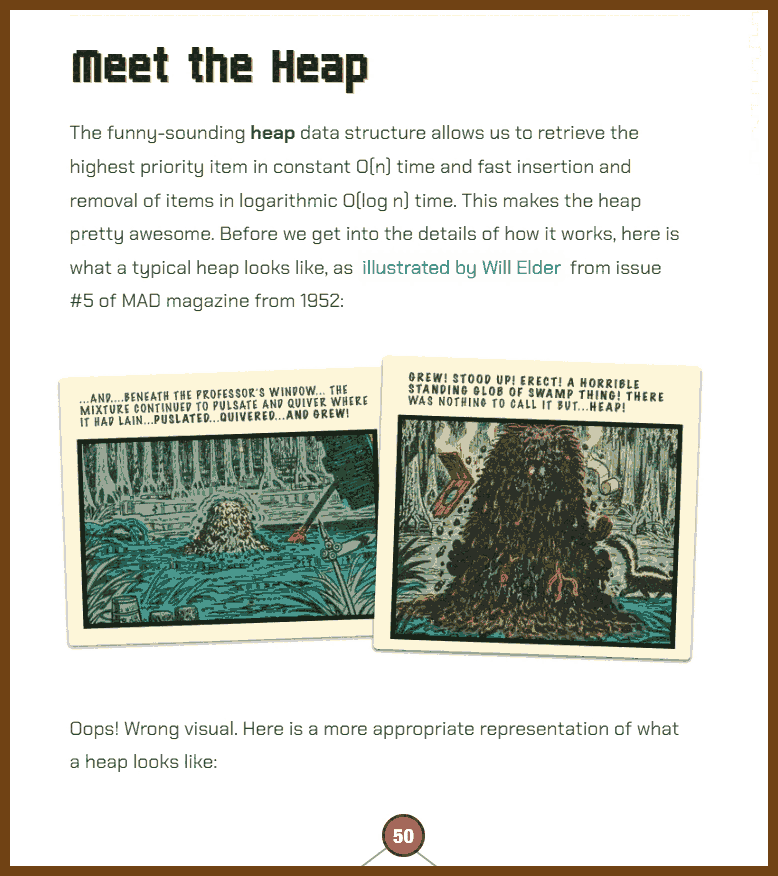 Meet the Heap
The funny-sounding heap data structure allows us to retrieve the
highest priority item in constant O(n) time and fast insertion and
removal of items in logarithmic O(log n) time. This makes the heap
pretty awesome. Before we get into the details of how it works, here is
what a typical heap looks like, as illustrated by Will Elder from issue
#5 of MAD magazine from 1952:
...AND....BENEATH THE PROFESSOR'S WINDOW... THE
MIXTURE CONTINUED TO PULSATE AND QUIVER WHERE
IT HAD LAIN...PUSLATED...QUIVERED...AND GREW!
GREW! STOOD UP! ERECT! A HORRIBLE
STANDING GLOB OF SWAMP THING! THERE
WAS NOTHING TO CALL IT BUT...HEAP!
Oops! Wrong visual. Here is a more appropriate representation of what
a heap looks like:
50